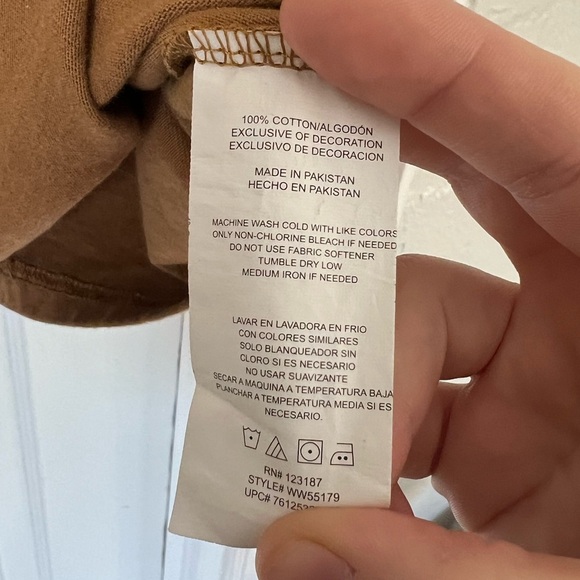 100% COTTON/ALGODÓN
EXCLUSIVE OF DECORATION
EXCLUSIVO DE DECORACION
MADE IN PAKISTAN
HECHO EN PAKISTAN
MACHINE WASH COLD WITH LIKE COLORS
ONLY NON-CHLORINE BLEACH IF NEEDED
DO NOT USE FABRIC SOFTENER
TUMBLE DRY LOW
MEDIUM IRON IF NEEDED
LAVAR EN LAVADORA EN FRIO
CON COLORES SIMILARES
SOLO BLANQUEADOR SIN
CLORO SI ES NECESARIO
NO USAR SUAVIZANTE
SECAR A MAQUINA A TEMPERATURA BAJA
PLANCHAR A TEMPERATURA MEDIA SI ES
NECESARIO.
RN# 123187
STYLE# WW55179
UPC#